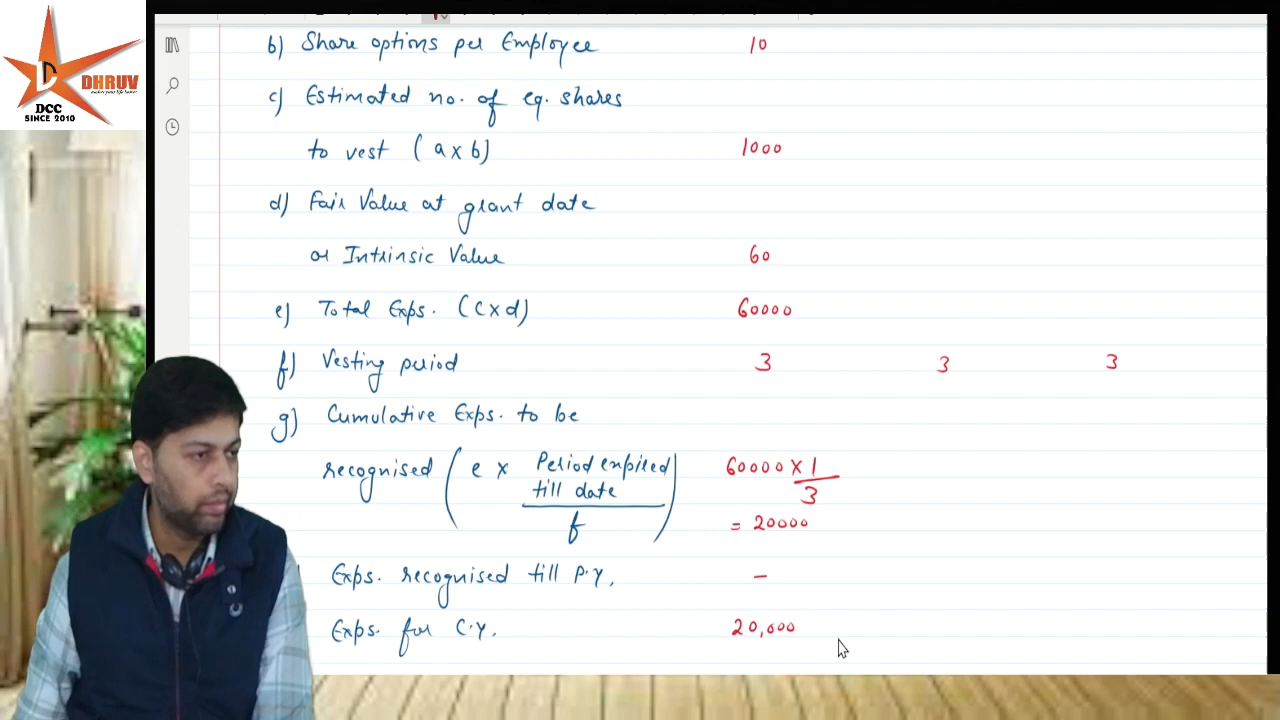 D
DHRUV
DCC
SINCE 2010
b) Share options per Employee 10
c) Estimated no. of eq. shares
to vest (a x b) 1000
d) Fair Value at grant date
or Intrinsic Value 60
e) Total Exps. (c x d) 60000
f) Vesting period 3 3 3
g) Cumulative Exps. to be
recognised ( e x Period expired till date / f ) 60000 x 1 / 3
= 20000
Exps. recognised till P.Y. –
Exps. for C.Y. 20,000